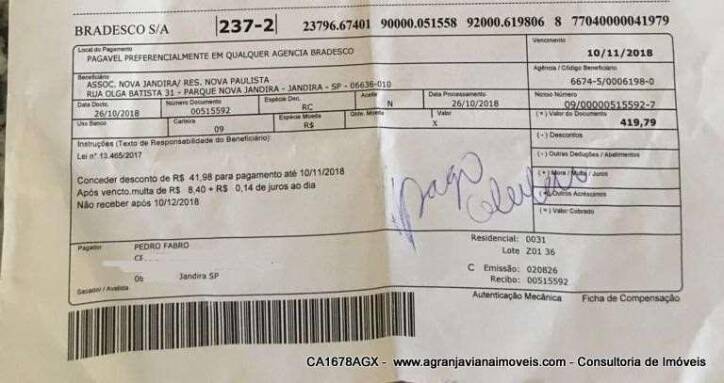 BRADESCO S/A 237-2 23796.67401 90000.051558 92000.619806 8 77040000041979
Local do Pagamento Vencimento
PAGAVEL PREFERENCIALMENTE EM QUALQUER AGENCIA BRADESCO 10/11/2018
Beneficiário Agência / Código Beneficiário
ASSOC. NOVA JANDIRA/ RES. NOVA PAULISTA 6674-5/0006198-0
RUA OLGA BATISTA 31 - PARQUE NOVA JANDIRA - JANDIRA - SP - 06636-010
Data Docto. Número Documento Espécie Doc. Aceite Data Processamento Nosso Número
26/10/2018 00515592 RC N 26/10/2018 09/00000515592-7
Uso Banco Carteira Espécie Moeda Qtde. Moeda Valor (=) Valor do Documento
09 R$ X 419,79
Instruções (Texto de Responsabilidade do Beneficiário): (-) Descontos
Lei nº 13.465/2017
(-) Outras Deduções / Abatimentos
Conceder desconto de R$ 41,98 para pagamento até 10/11/2018 (+) Mora / Multa / Juros
Após vencto.multa de R$ 8,40 + R$ 0,14 de juros ao dia
Não receber após 10/12/2018 (+) Outros Acréscimos
pago
(=) Valor Cobrado
Pagador PEDRO FABRO Residencial: 0031
Lote Z01 36
Jandira SP C Emissão: 020826
Sacador / Avalista Recibo: 00515592
Autenticação Mecânica Ficha de Compensação
CA1678AGX - www.agranjavianaimoveis.com - Consultoria de Imóveis